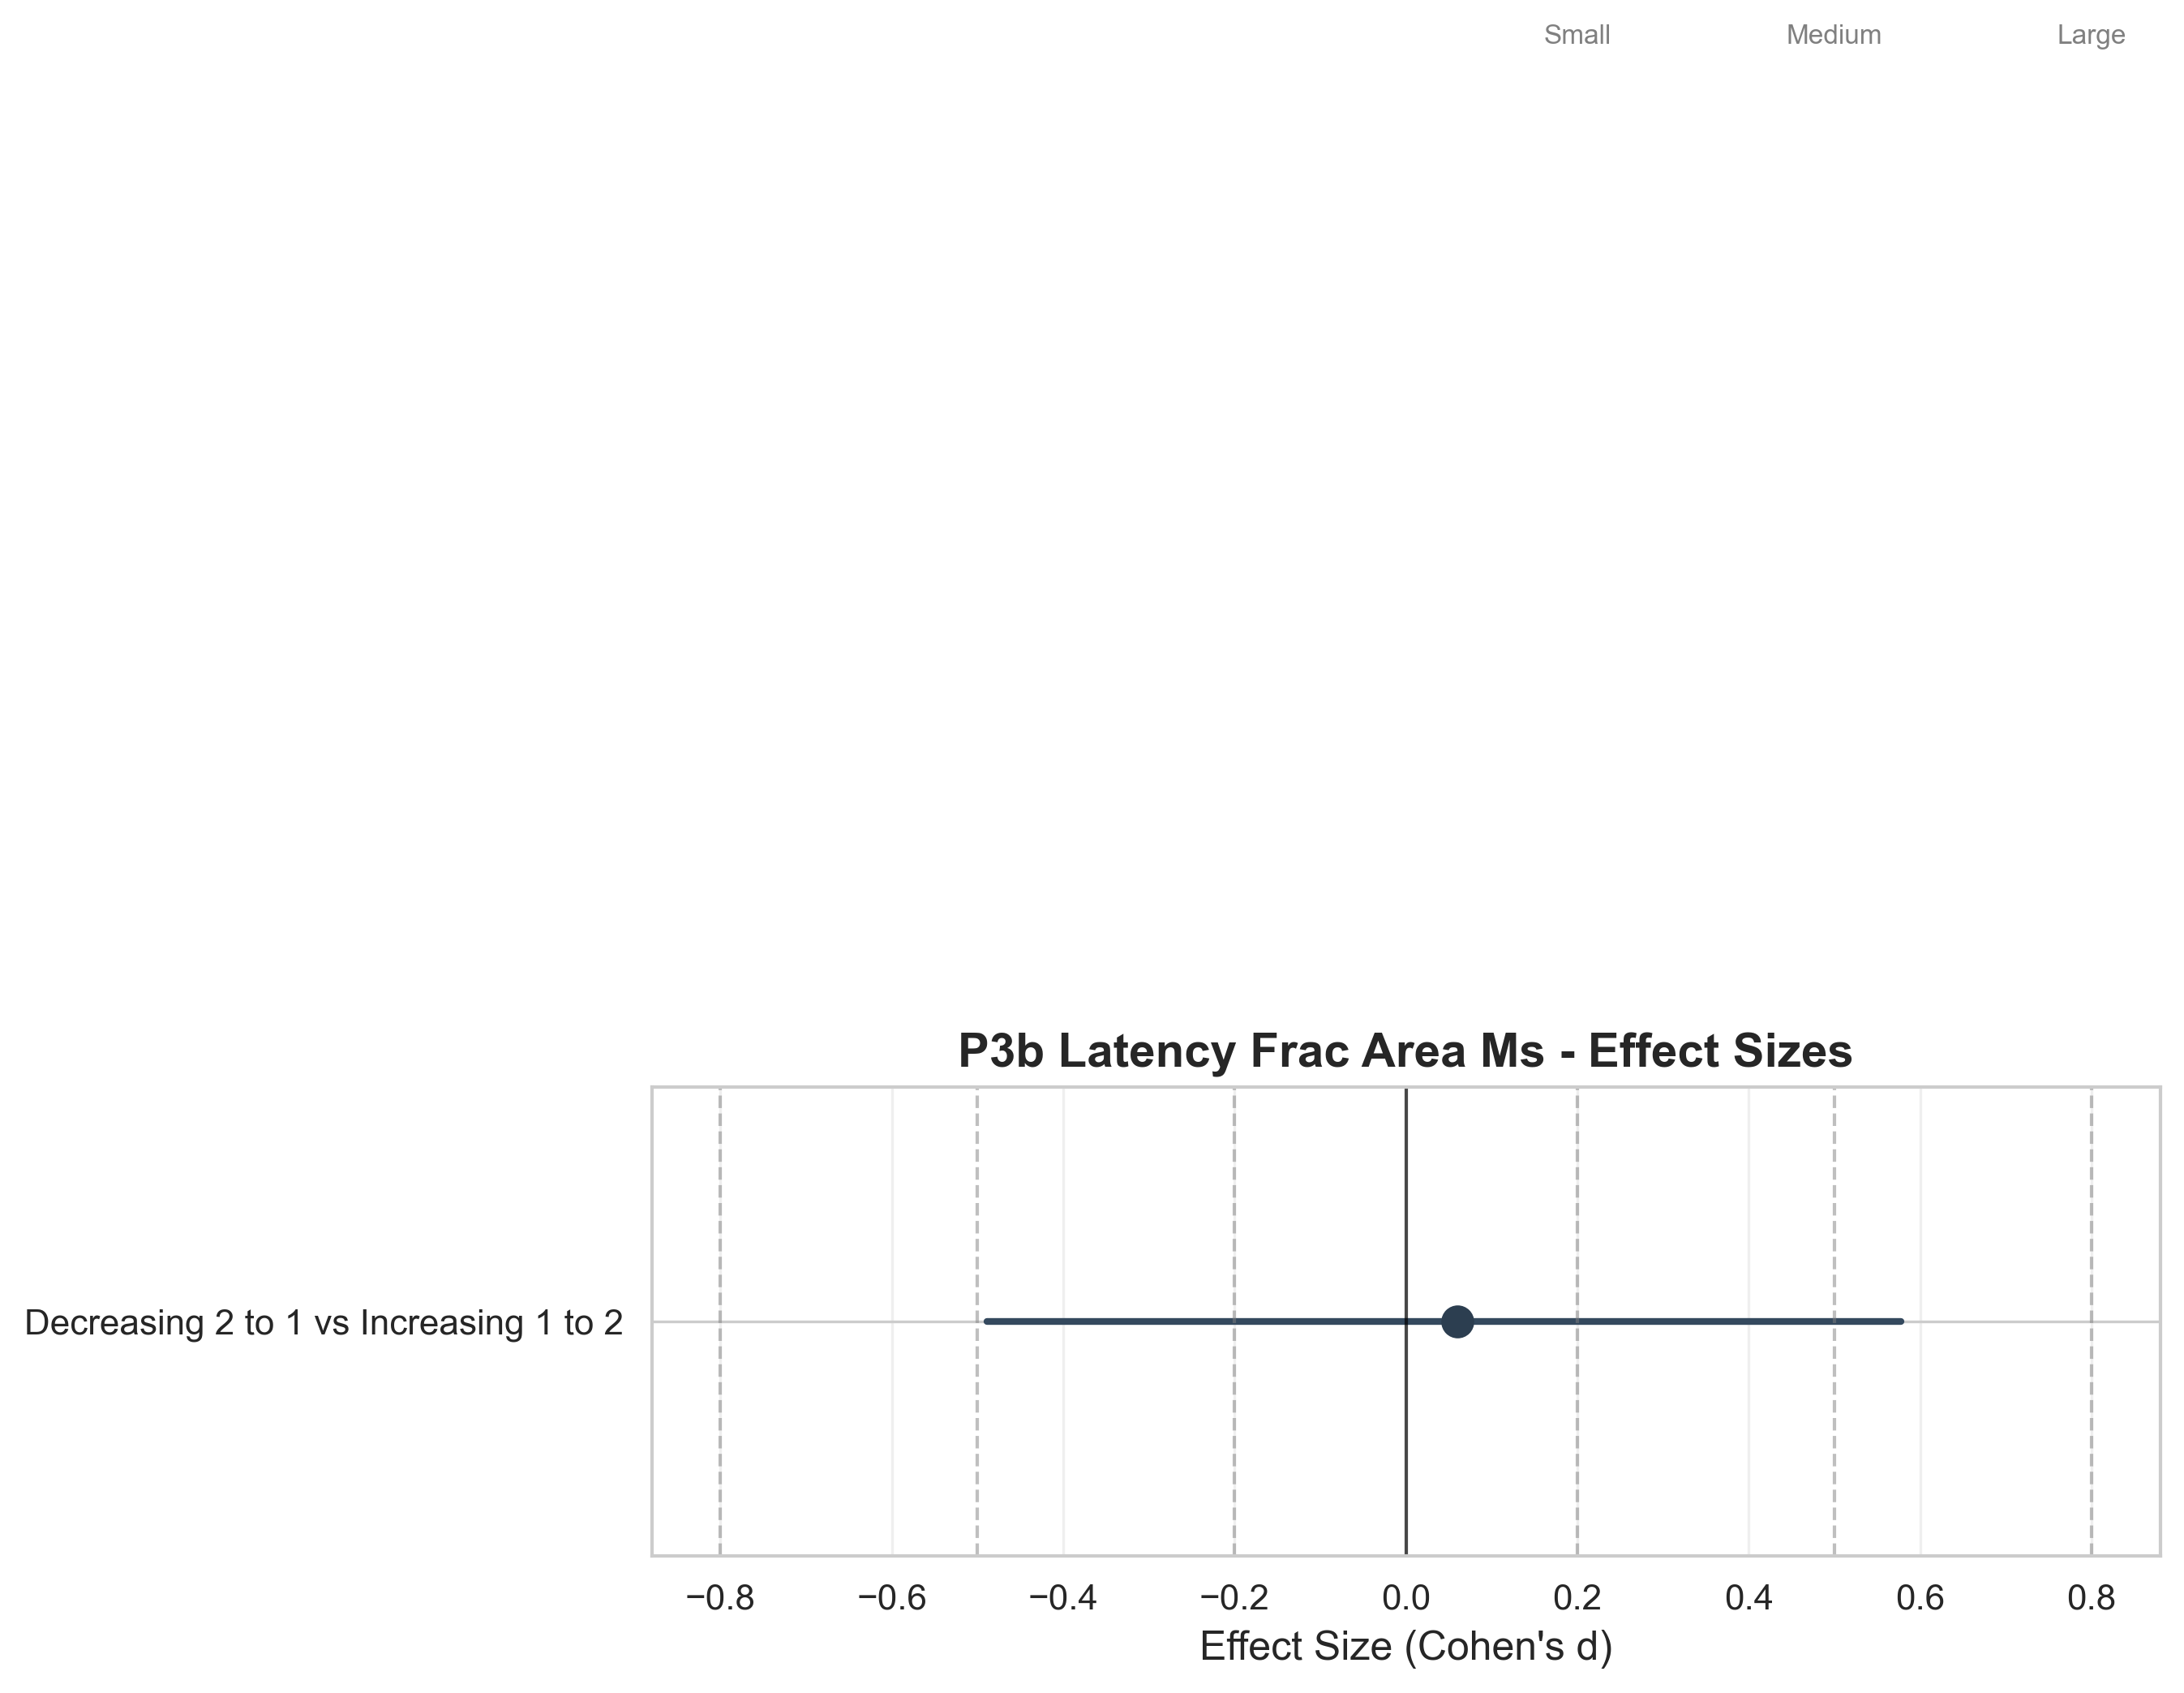 Small Medium Large
P3b Latency Frac Area Ms - Effect Sizes
Decreasing 2 to 1 vs Increasing 1 to 2
−0.8 −0.6 −0.4 −0.2 0.0 0.2 0.4 0.6 0.8
Effect Size (Cohen's d)